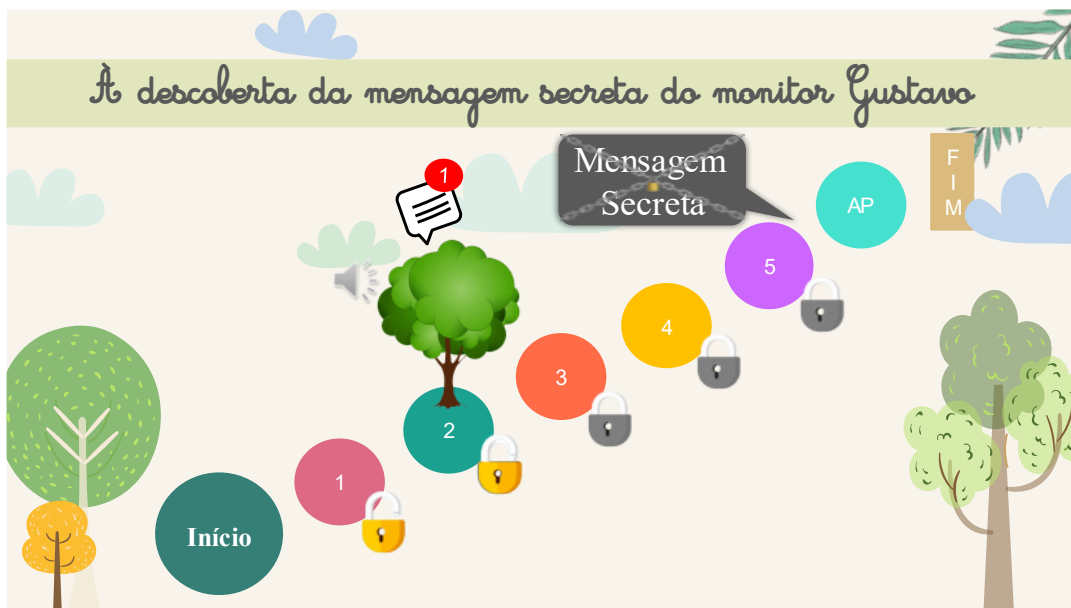 À descoberta da mensagem secreta do monitor Gustavo
Mensagem
Secreta
F
I
M
1
AP
5
4
3
2
1
Início